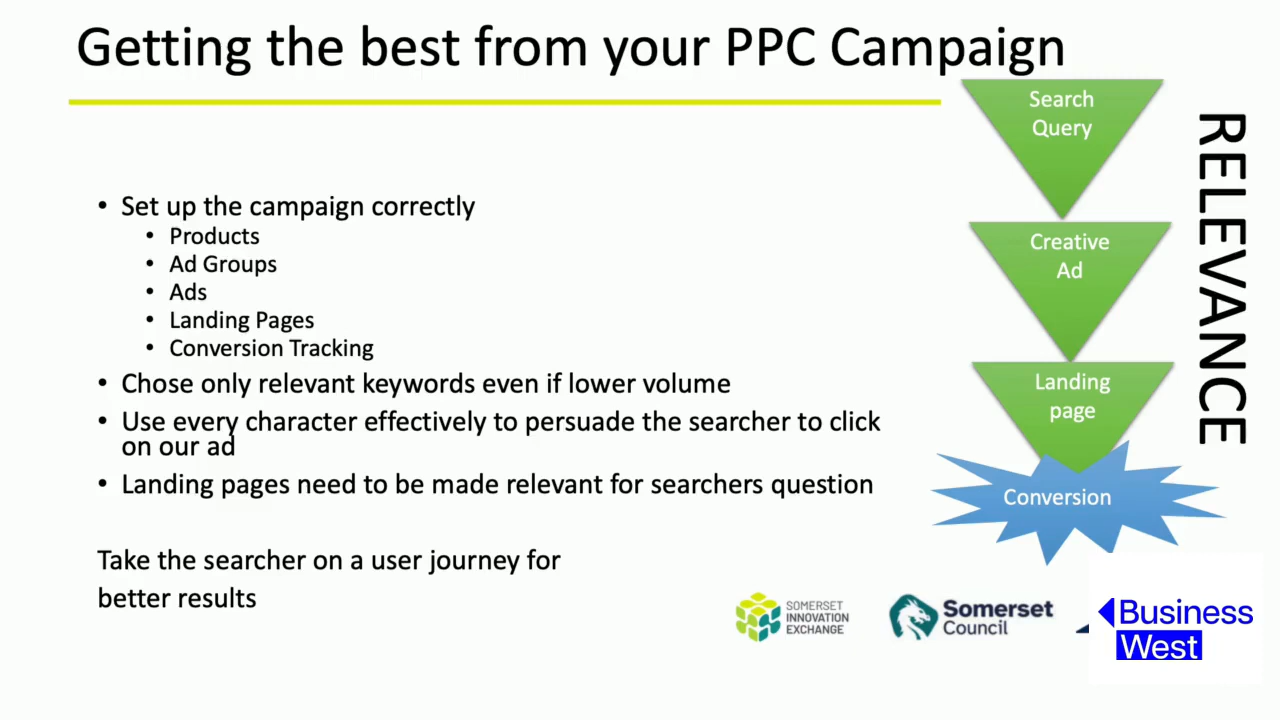 Getting the best from your PPC Campaign
• Set up the campaign correctly
• Products
• Ad Groups
• Ads
• Landing Pages
• Conversion Tracking
• Chose only relevant keywords even if lower volume
• Use every character effectively to persuade the searcher to click
on our ad
• Landing pages need to be made relevant for searchers question
Take the searcher on a user journey for
better results
Search
Query
Creative
Ad
Landing
page
Conversion
RELEVANCE
SOMERSET
INNOVATION
EXCHANGE
Somerset
Council
Business
West